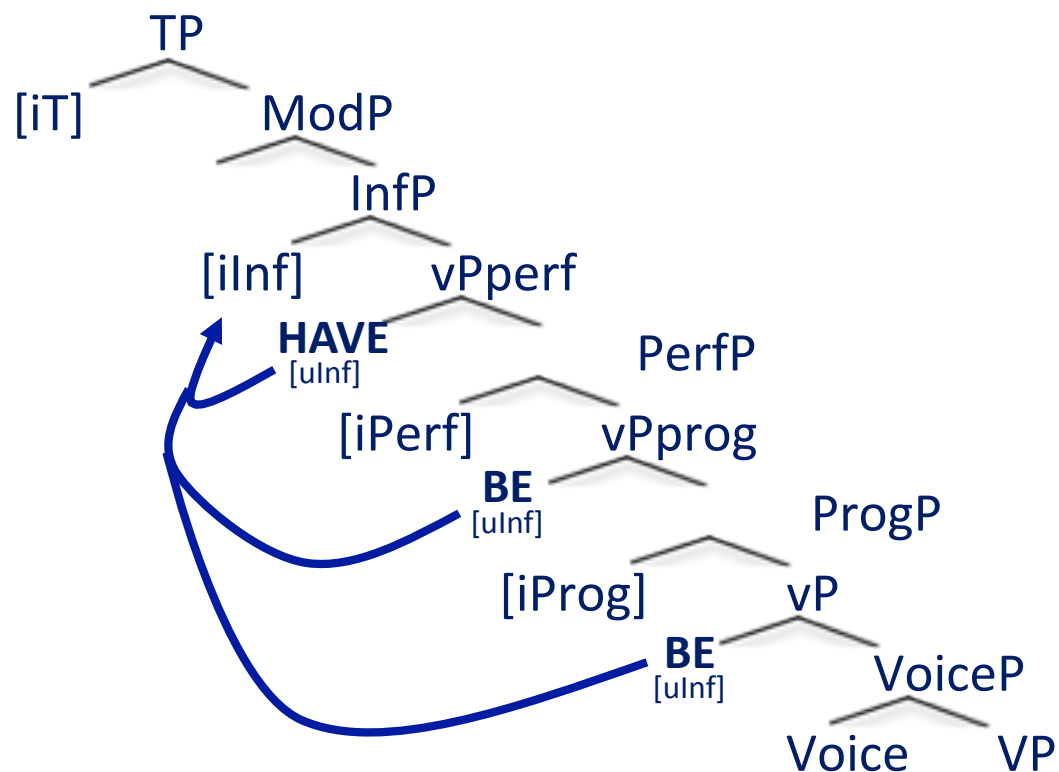 TP
[iT]
ModP
InfP
[iInf]
vPperf
HAVE
[uInf]
PerfP
[iPerf]
vPprog
BE
[uInf]
ProgP
[iProg]
vP
BE
[uInf]
VoiceP
Voice
VP